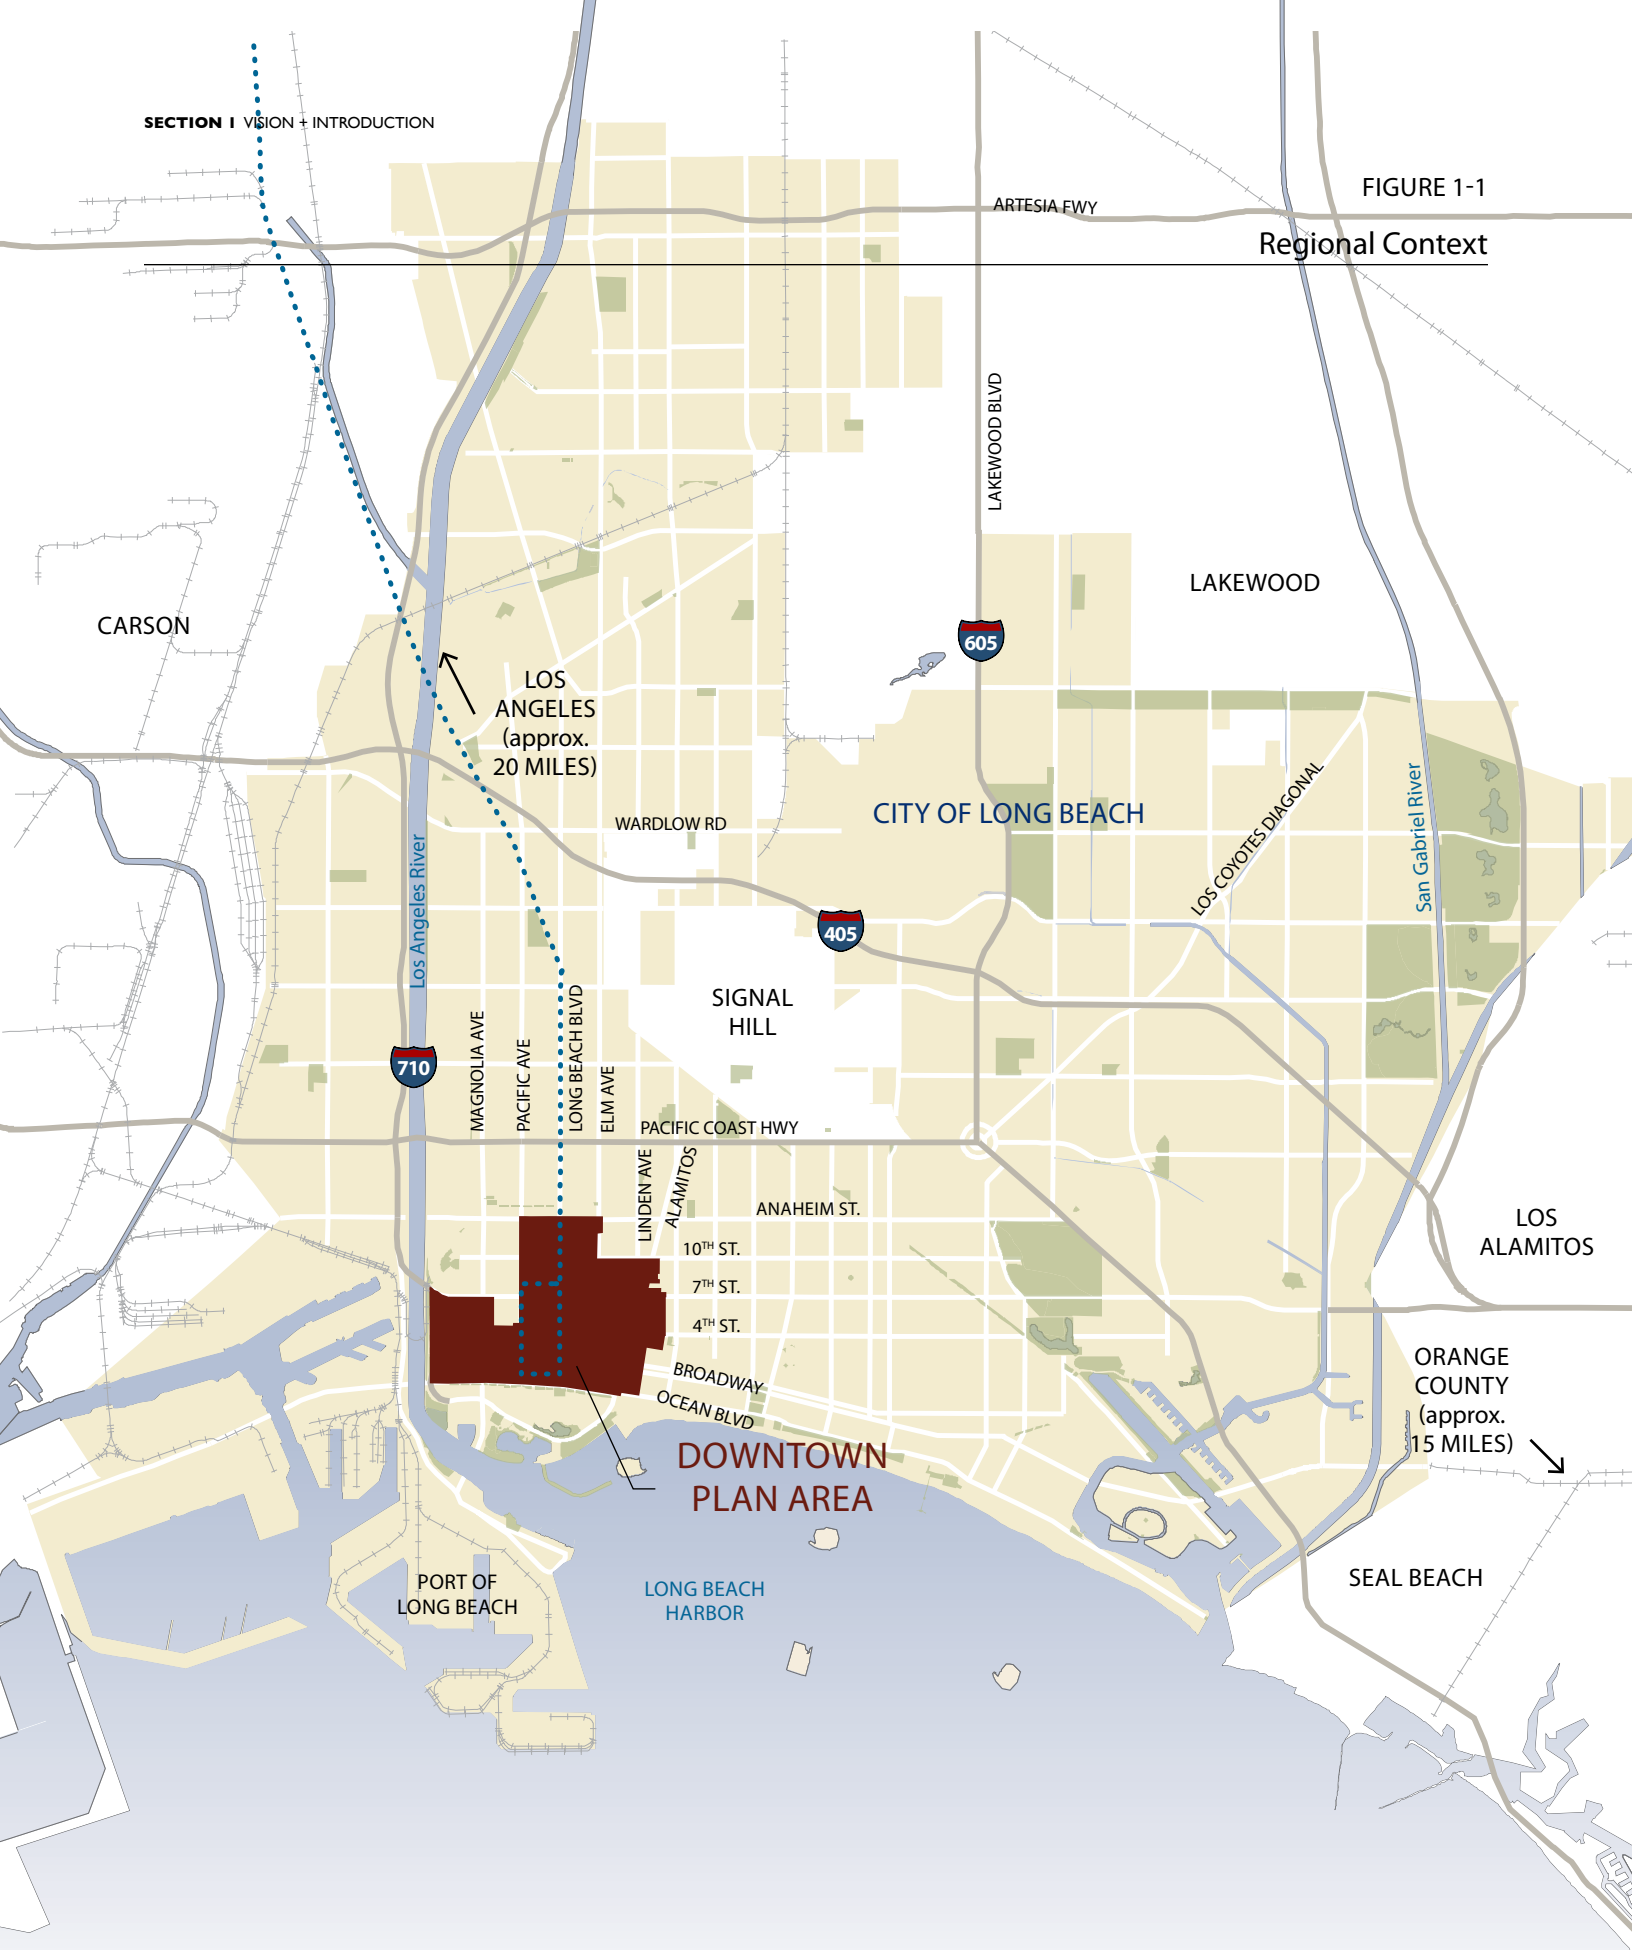 SECTION 1 VISION + INTRODUCTION
FIGURE 1-1
ARTESIA FWY
Regional Context
LAKEWOOD BLVD
LAKEWOOD
CARSON
605
LOS
ANGELES
(approx.
20 MILES)
CITY OF LONG BEACH
WARDLOW RD
LOS COYOTES DIAGONAL
San Gabriel River
Los Angeles River
405
SIGNAL
HILL
710
MAGNOLIA AVE
PACIFIC AVE
LONG BEACH BLVD
ELM AVE
PACIFIC COAST HWY
LINDEN AVE
ALAMITOS
ANAHEIM ST.
10TH ST.
7TH ST.
4TH ST.
LOS
ALAMITOS
BROADWAY
OCEAN BLVD
ORANGE
COUNTY
(approx.
15 MILES)
DOWNTOWN
PLAN AREA
PORT OF
LONG BEACH
LONG BEACH
HARBOR
SEAL BEACH